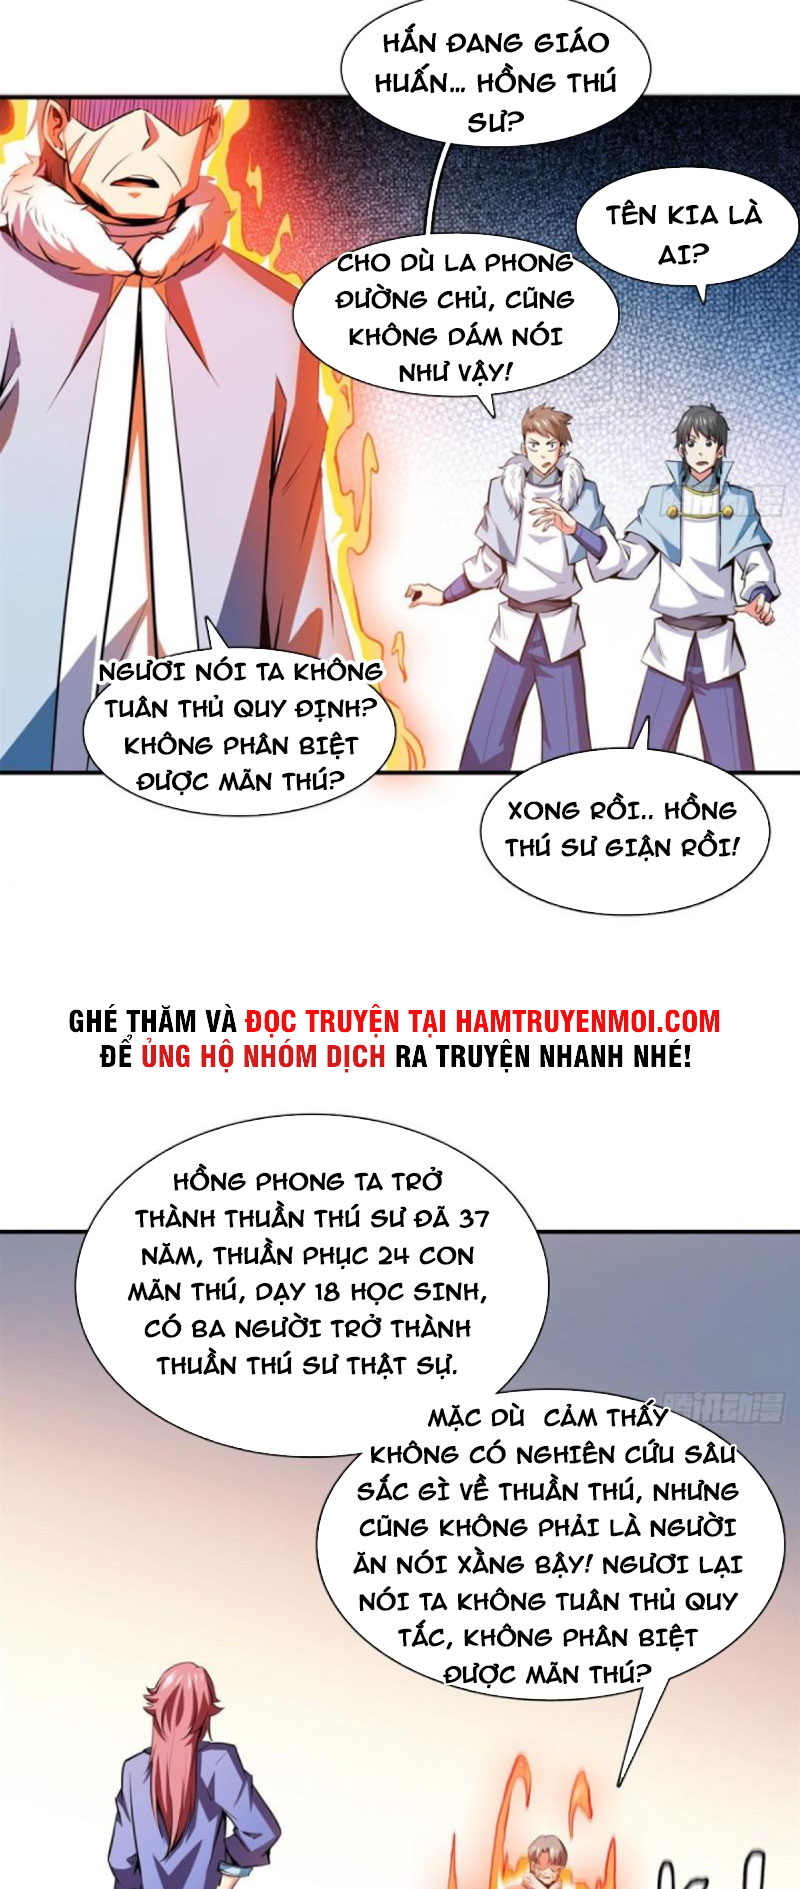 HẮN ĐANG GIÁO
HUẤN... HỒNG THÚ
SƯ?
TÊN KIA LÀ
AI?
CHO DÙ LA PHONG
ĐƯỜNG CHỦ, CŨNG
KHÔNG DÁM NÓI
NHƯ VẬY!
NGƯƠI NÓI TA KHÔNG
TUÂN THỦ QUY ĐỊNH?
KHÔNG PHÂN BIỆT
ĐƯỢC MÃN THÚ?
XONG RỒI.. HỒNG
THÚ SƯ GIẬN RỒI!
GHÉ THĂM VÀ ĐỌC TRUYỆN TẠI HAMTRUYENMOI.COM
ĐỂ ỦNG HỘ NHÓM DỊCH RA TRUYỆN NHANH NHÉ!
HỒNG PHONG TA TRỞ
THÀNH THUẦN THÚ SƯ ĐÃ 37
NĂM, THUẦN PHỤC 24 CON
MÃN THÚ, DẠY 18 HỌC SINH,
CÓ BA NGƯỜI TRỞ THÀNH
THUẦN THÚ SƯ THẬT SỰ.
腾讯动漫
MẶC DÙ CẢM THẤY
KHÔNG CÓ NGHIÊN CỨU SÂU
SẮC GÌ VỀ THUẦN THÚ, NHƯNG
CŨNG KHÔNG PHẢI LÀ NGƯỜI
ĂN NÓI XẰNG BẬY! NGƯƠI LẠI
NÓI TA KHÔNG TUÂN THỦ QUY
TẮC, KHÔNG PHÂN BIỆT
ĐƯỢC MÃN THÚ?